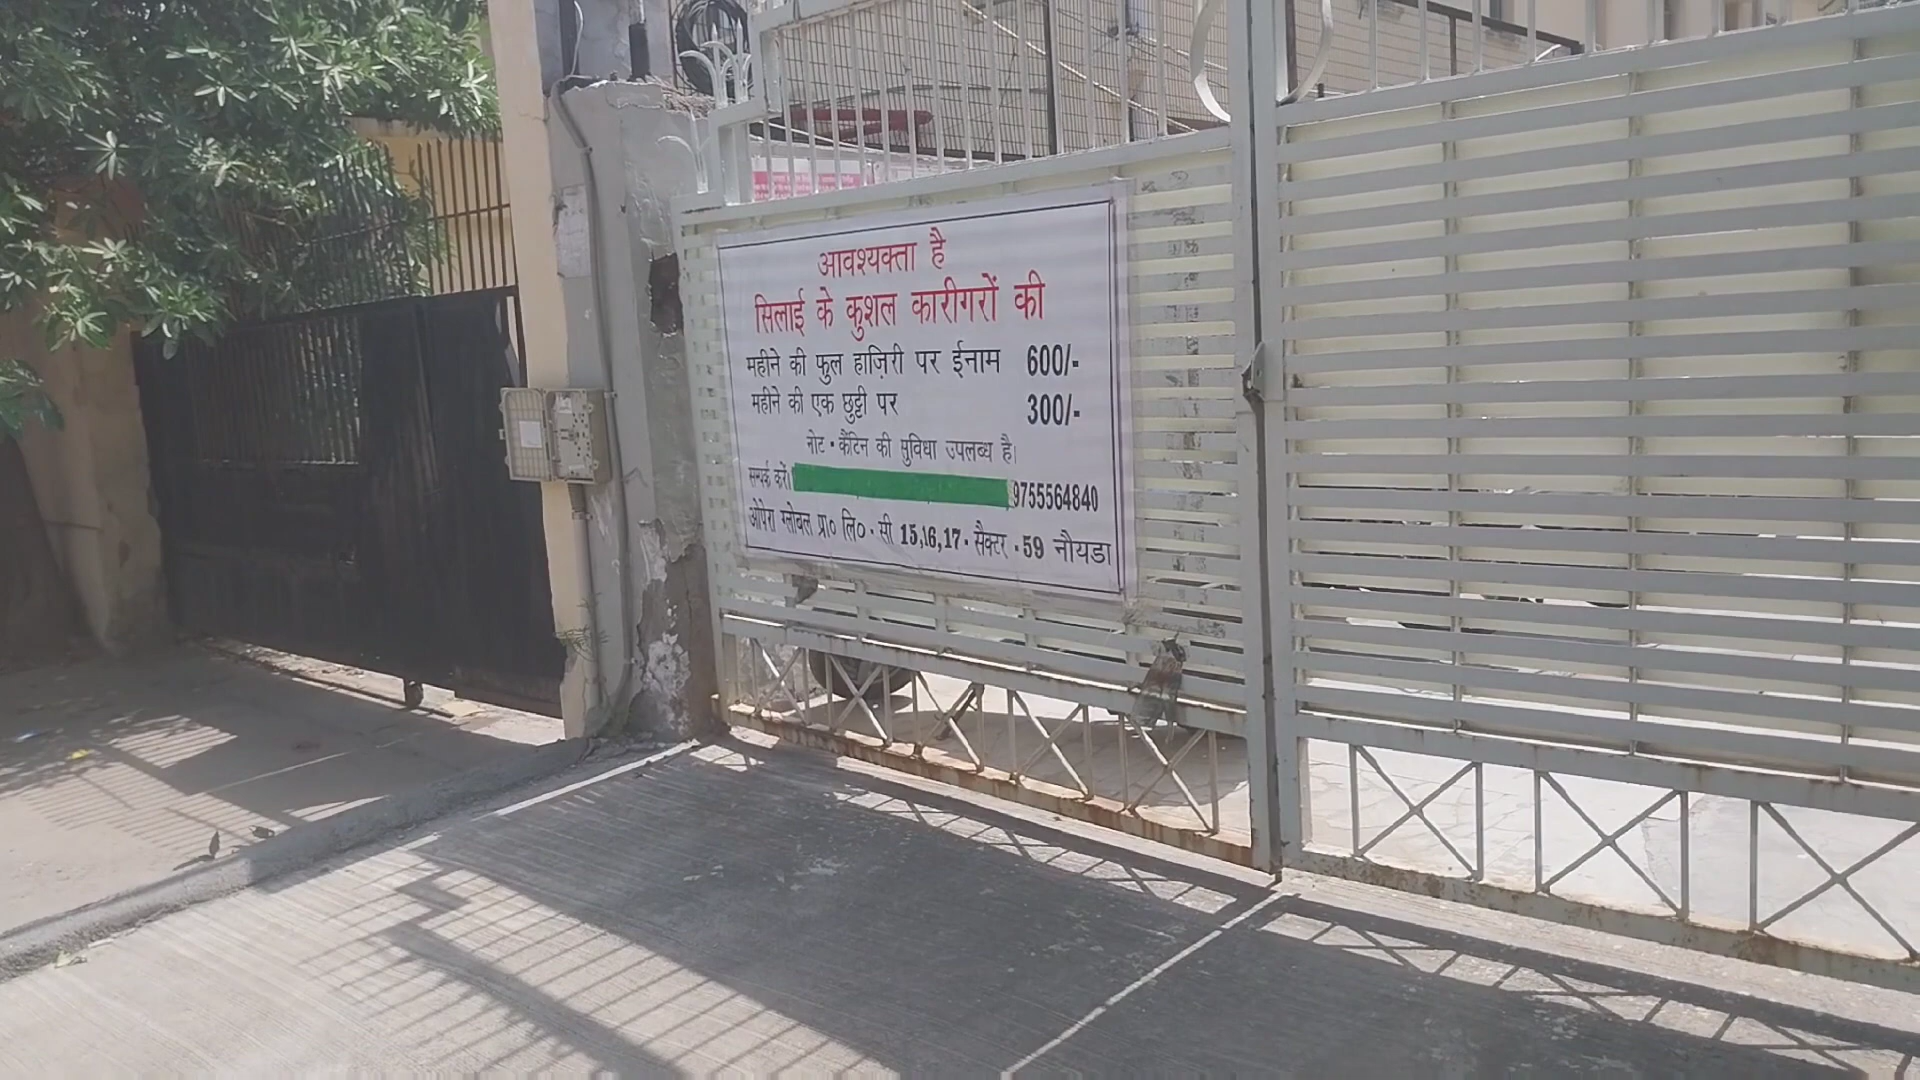 आवश्यक्ता है
सिलाई के कुशल कारीगरों की
महीने की फुल हाज़िरी पर ईनाम 600/-
महीने की एक छुट्टी पर 300/-
नोट - कैंटिन की सुविधा उपलब्ध है।
सम्पर्क करें। 9755564840
ओपेरा ग्लोबल प्रा० लि० - सी 15,16,17 - सैक्टर - 59 नौयडा